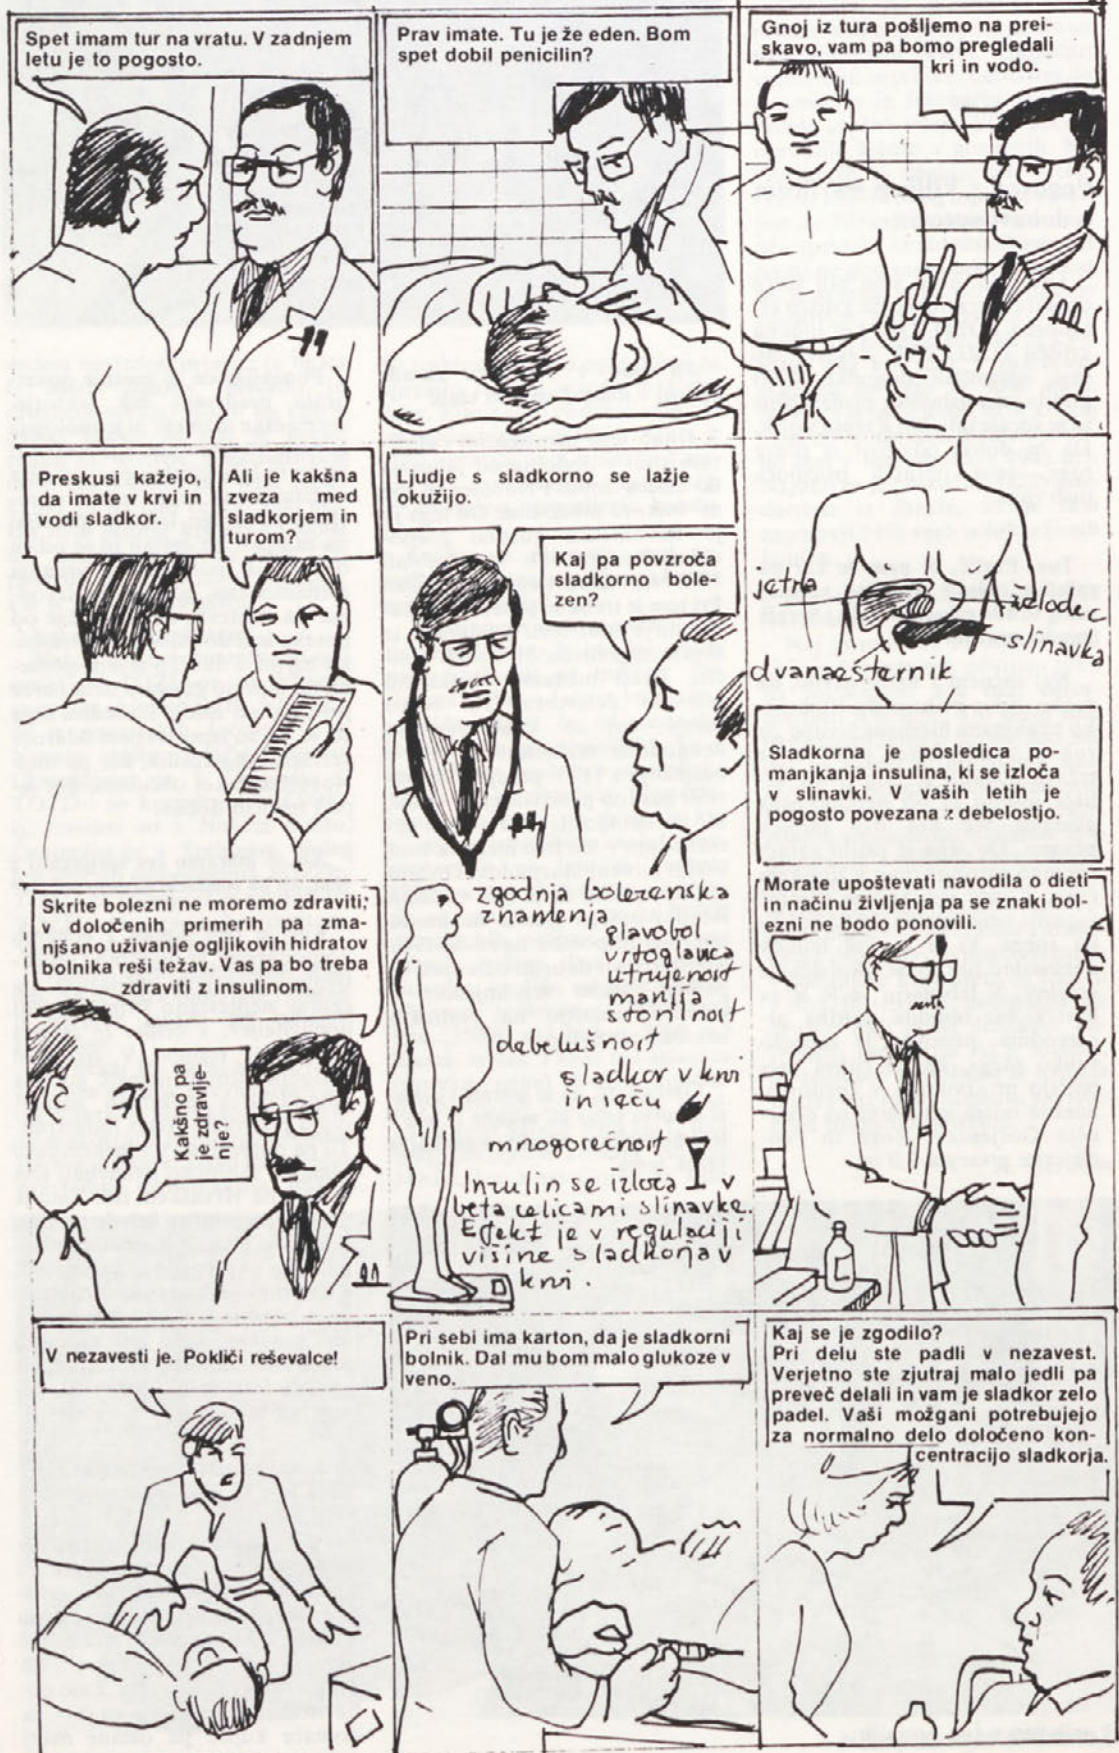 Spet imam tur na vratu. V zadnjem
letu je to pogosto.
Prav imate. Tu je že eden. Bom
spet dobil penicilin?
Gnoj iz tura pošljemo na prei-
skavo, vam pa bomo pregledali
kri in vodo.
Preskusi kažejo,
da imate v krvi in
vodi sladkor.
Ali je kakšna
zveza med
sladkorjem in
turom?
Ljudje s sladkorno se lažje
okužijo.
Kaj pa povzroča
sladkorno bole-
zen?
jetra
želodec
slinavka
dvanaesternik
Sladkorna je posledica po-
manjkanja insulina, ki se izloča
v slinavki. V vaših letih je
pogosto povezana z debelostjo.
Skrite bolezni ne moremo zdraviti;
v določenih primerih pa zma-
njšano uživanje ogljikovih hidratov
bolnika reši težav. Vas pa bo treba
zdraviti z insulinom.
Kakšno pa
je zdravlje-
nje?
zgodnja bolezenska
znamenja
glavobol
vrtoglavica
utrujenost
manjša
storilnost
debelušnost
sladkor v krvi
in seču
mnogorečnost
Inzulin se izloča v
beta celicami slinavke.
Efekt je v regulaciji
višine sladkorja v
krvi.
Morate upoštevati navodila o dieti
in načinu življenja pa se znaki bol-
ezni ne bodo ponovili.
V nezavesti je. Pokliči reševalce!
Pri sebi ima karton, da je sladkorni
bolnik. Dal mu bom malo glukoze v
veno.
Kaj se je zgodilo?
Pri delu ste padli v nezavest.
Verjetno ste zjutraj malo jedli pa
preveč delali in vam je sladkor zelo
padel. Vaši možgani potrebujejo
za normalno delo določeno kon-
centracijo sladkorja.